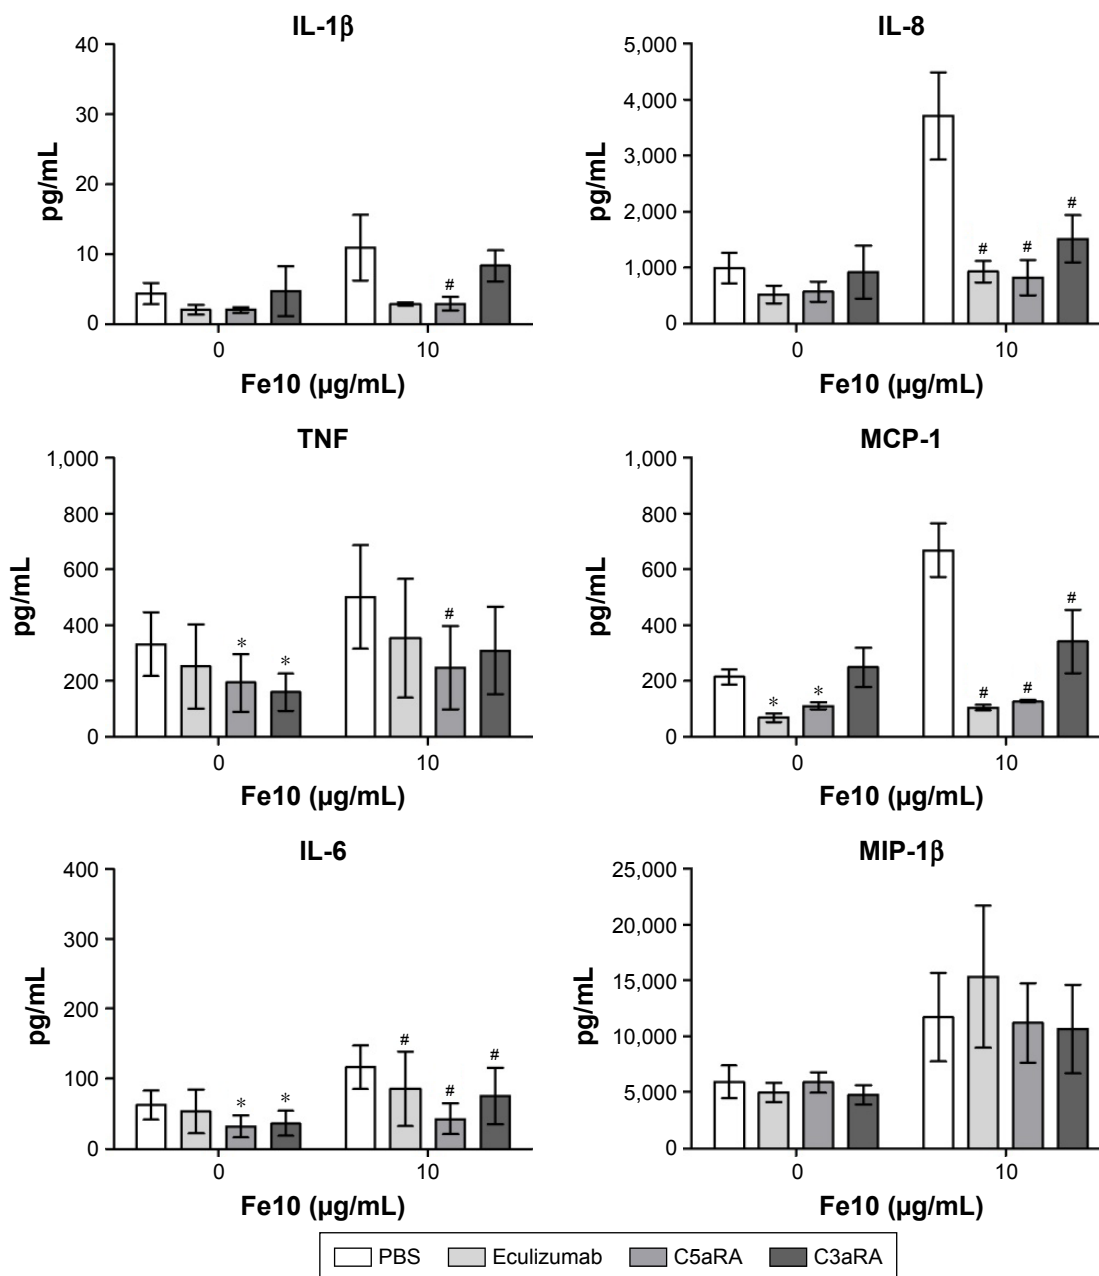 IL-1β
40
30
20
10
0
pg/mL
#
0 10
Fe10 (µg/mL)
IL-8
5,000
4,000
3,000
2,000
1,000
0
pg/mL
# # #
0 10
Fe10 (µg/mL)
TNF
1,000
800
600
400
200
0
pg/mL
* * #
0 10
Fe10 (µg/mL)
MCP-1
1,000
800
600
400
200
0
pg/mL
* * # # #
0 10
Fe10 (µg/mL)
IL-6
400
300
200
100
0
pg/mL
* * # # #
0 10
Fe10 (µg/mL)
MIP-1β
25,000
20,000
15,000
10,000
5,000
0
pg/mL
0 10
Fe10 (µg/mL)
PBS Eculizumab C5aRA C3aRA